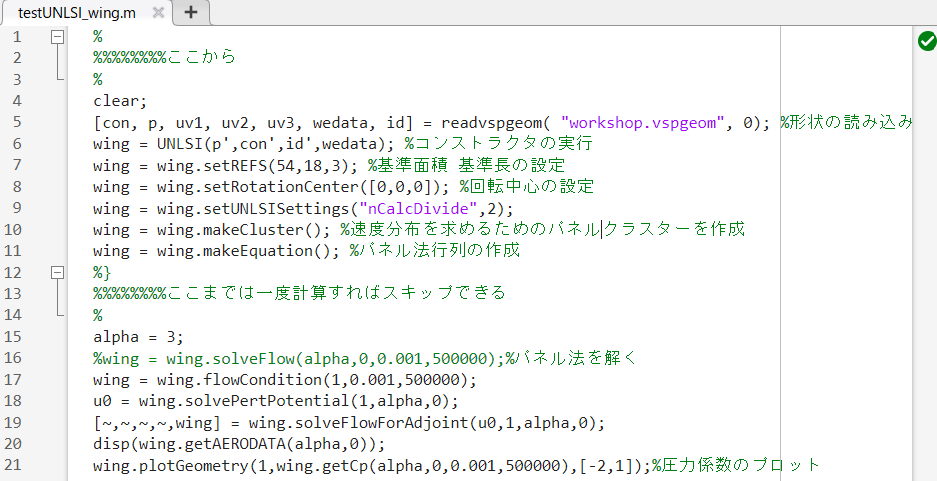 testUNLSI_wing.m
1 %
2 %%%%%%%%ここから
3 %
4 clear;
5 [con, p, uv1, uv2, uv3, wedata, id] = readvspgeom( "workshop.vspgeom", 0); %形状の読み込み
6 wing = UNLSI(p',con',id',wedata); %コンストラクタの実行
7 wing = wing.setREFS(54,18,3); %基準面積 基準長の設定
8 wing = wing.setRotationCenter([0,0,0]); %回転中心の設定
9 wing = wing.setUNLSISettings("nCalcDivide",2);
10 wing = wing.makeCluster(); %速度分布を求めるためのパネルクラスターを作成
11 wing = wing.makeEquation(); %パネル法行列の作成
12 %}
13 %%%%%%%%ここまでは一度計算すればスキップできる
14 %
15 alpha = 3;
16 %wing = wing.solveFlow(alpha,0,0.001,500000);%パネル法を解く
17 wing = wing.flowCondition(1,0.001,500000);
18 u0 = wing.solvePertPotential(1,alpha,0);
19 [~,~,~,~,wing] = wing.solveFlowForAdjoint(u0,1,alpha,0);
20 disp(wing.getAERODATA(alpha,0));
21 wing.plotGeometry(1,wing.getCp(alpha,0,0.001,500000),[-2,1]);%圧力係数のプロット